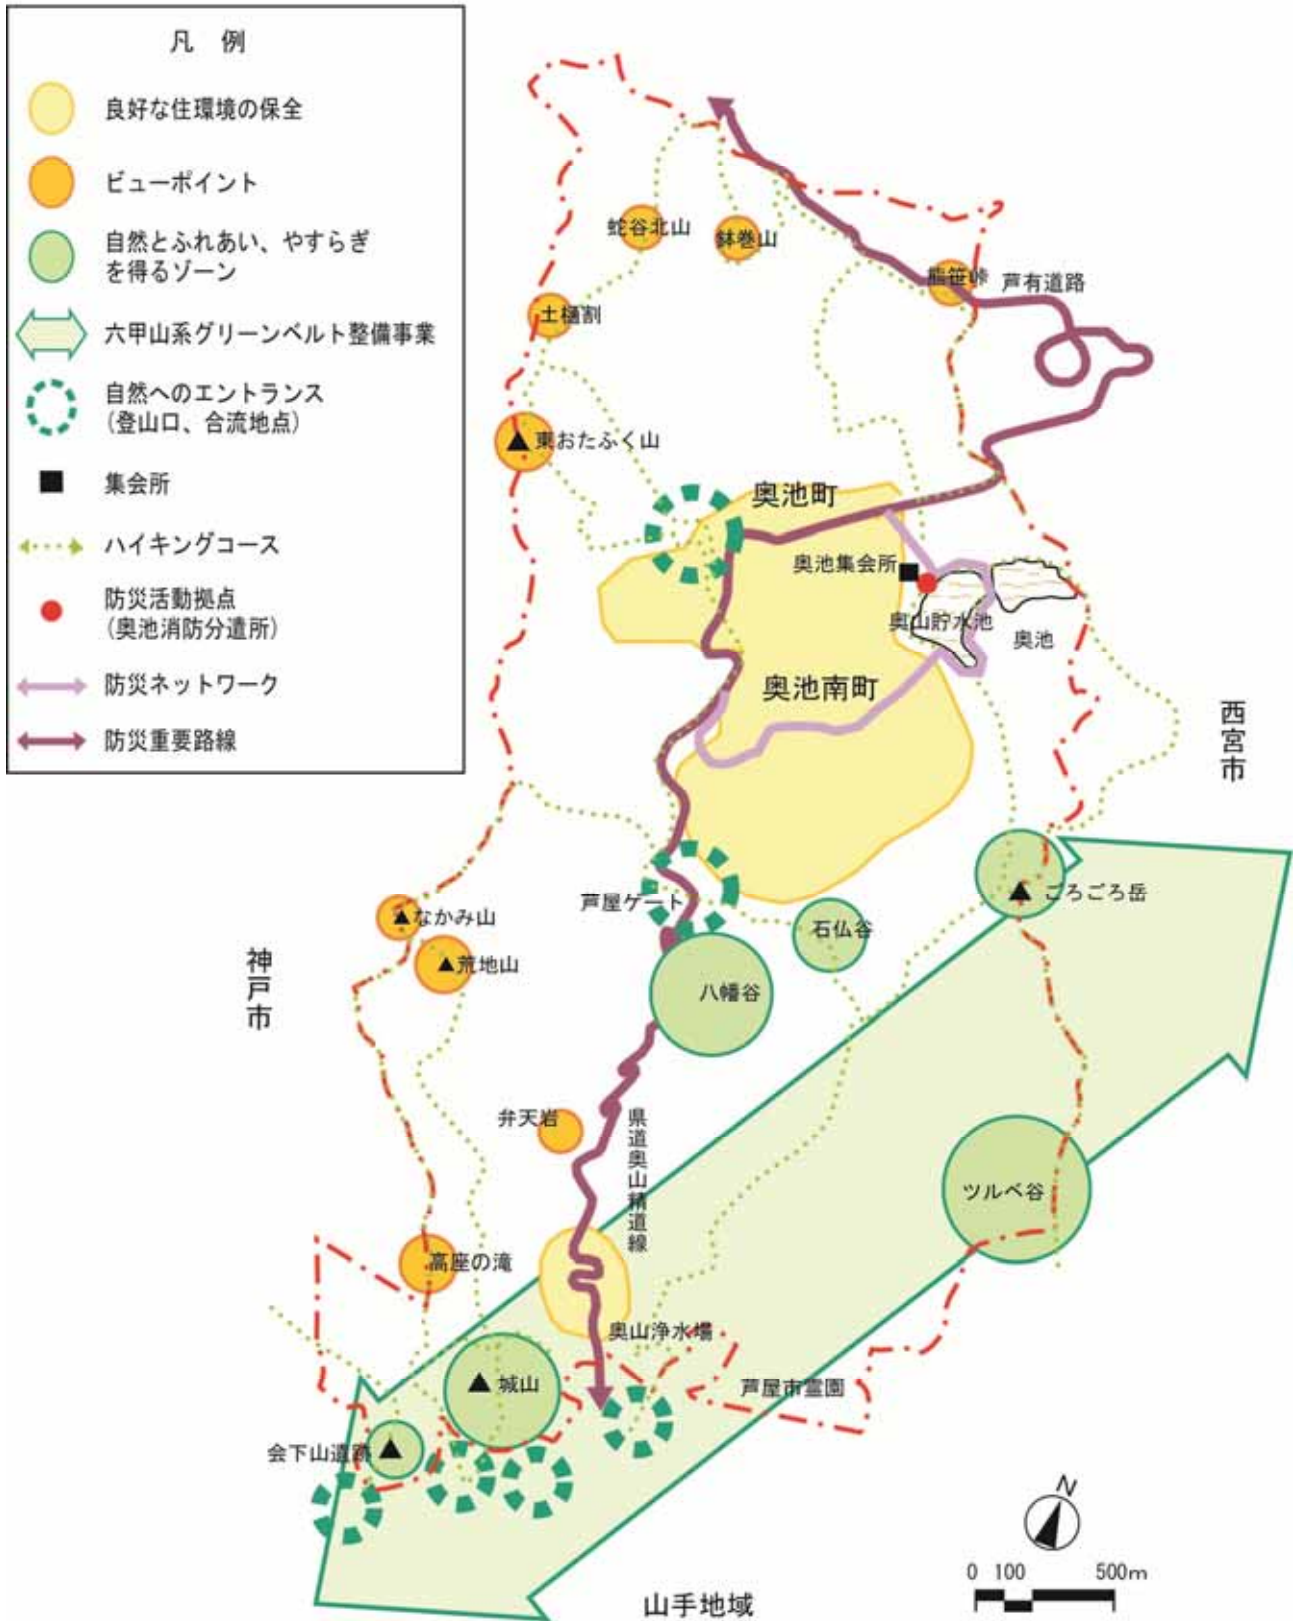 凡 例
良好な住環境の保全
ビューポイント
自然とふれあい、やすらぎ
を得るゾーン
六甲山系グリーンベルト整備事業
自然へのエントランス
(登山口、合流地点)
集会所
ハイキングコース
防災活動拠点
(奥池消防分遣所)
防災ネットワーク
防災重要路線
蛇谷北山
鉢巻山
熊笹峠
芦有道路
土樋割
東おたふく山
奥池町
奥池集会所
奥山貯水池
奥池
奥池南町
西宮市
芦屋ゲート
ごろごろ岳
なかみ山
石仏谷
荒地山
神戸市
八幡谷
弁天岩
県道奥山精道線
ツルベ谷
高座の滝
奥山浄水場
城山
芦屋市霊園
会下山遺跡
N
0 100 500m
山手地域